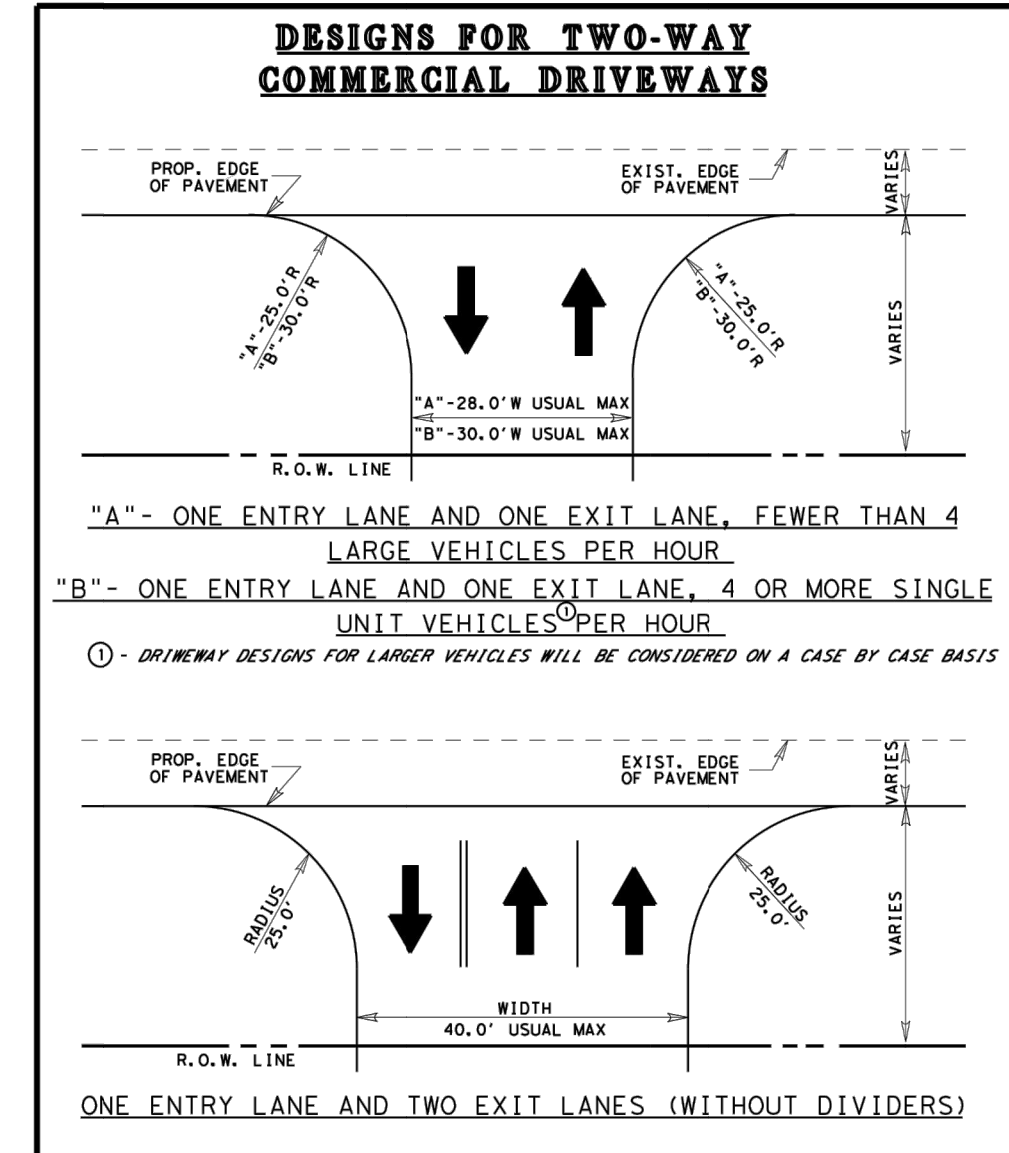 DESIGNS FOR TWO-WAY
COMMERCIAL DRIVEWAYS
PROP. EDGE
OF PAVEMENT
EXIST. EDGE
OF PAVEMENT
VARIES
"A"-25.0'R
"B"-30.0'R
"A"-25.0'R
"B"-30.0'R
VARIES
"A"-28.0'W USUAL MAX
"B"-30.0'W USUAL MAX
R.O.W. LINE
"A"- ONE ENTRY LANE AND ONE EXIT LANE, FEWER THAN 4
LARGE VEHICLES PER HOUR
"B"- ONE ENTRY LANE AND ONE EXIT LANE, 4 OR MORE SINGLE
UNIT VEHICLES① PER HOUR
① - DRIWEWAY DESIGNS FOR LARGER VEHICLES WILL BE CONSIDERED ON A CASE BY CASE BASIS
PROP. EDGE
OF PAVEMENT
EXIST. EDGE
OF PAVEMENT
VARIES
RADIUS
25.0'
RADIUS
25.0'
VARIES
WIDTH
40.0' USUAL MAX
R.O.W. LINE
ONE ENTRY LANE AND TWO EXIT LANES (WITHOUT DIVIDERS)